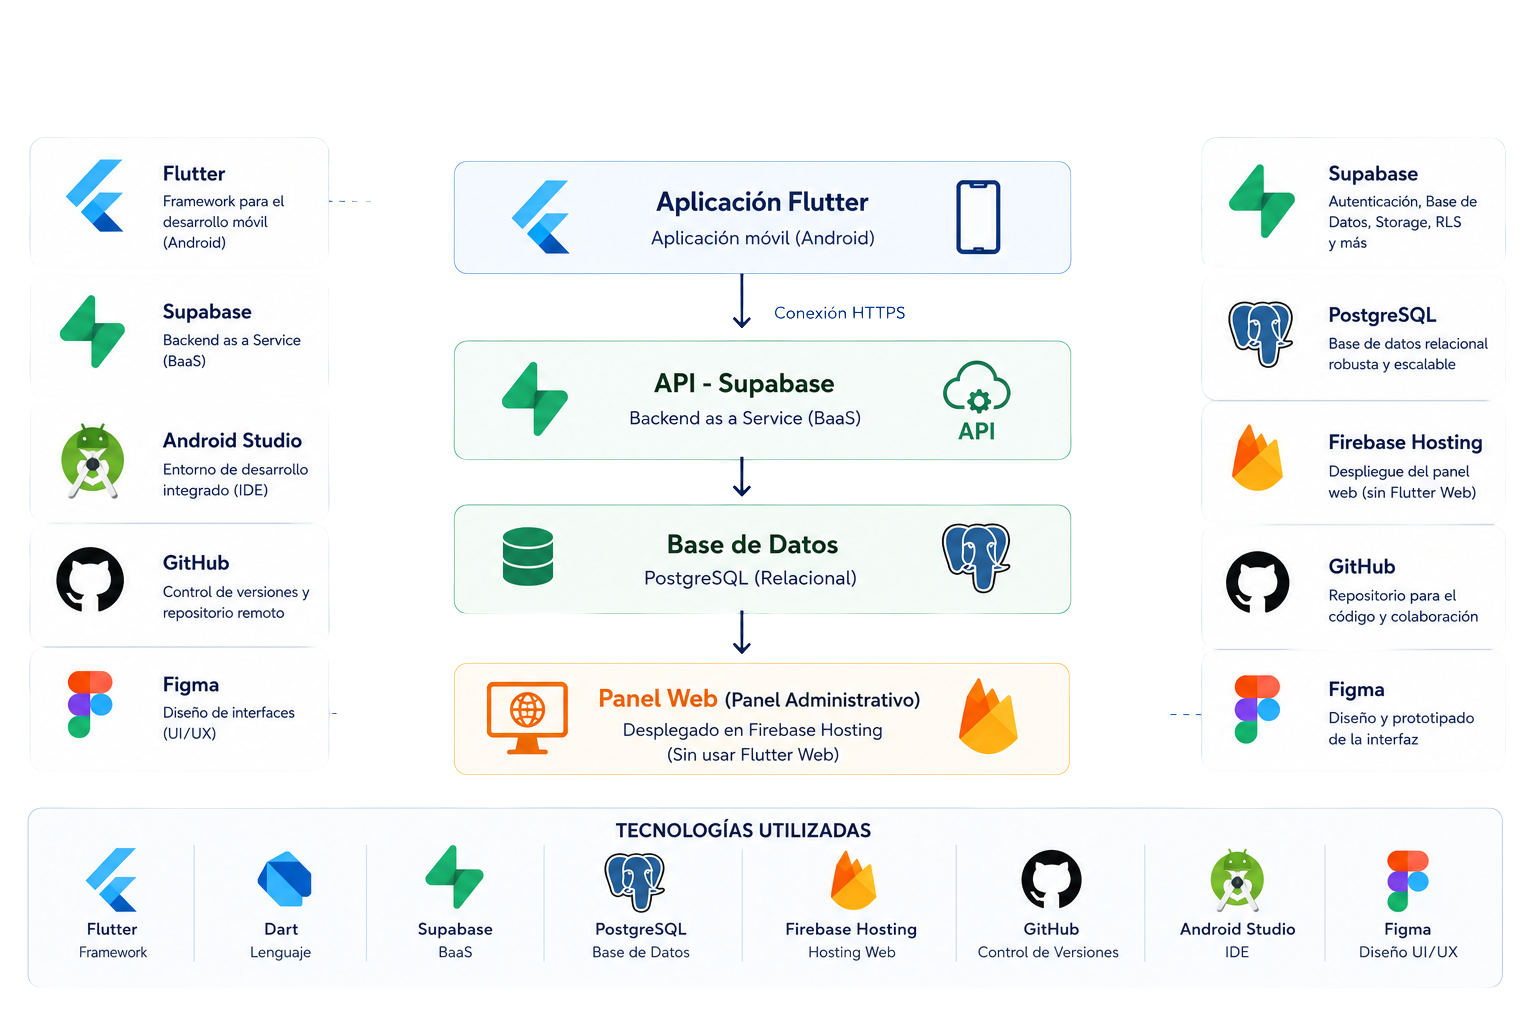 Flutter
Framework para el
desarrollo móvil
(Android)
Supabase
Backend as a Service
(BaaS)
Android Studio
Entorno de desarrollo
integrado (IDE)
GitHub
Control de versiones y
repositorio remoto
Figma
Diseño de interfaces
(UI/UX)
Aplicación Flutter
Aplicación móvil (Android)
Conexión HTTPS
API - Supabase
Backend as a Service (BaaS)
API
Base de Datos
PostgreSQL (Relacional)
Panel Web (Panel Administrativo)
Desplegado en Firebase Hosting
(Sin usar Flutter Web)
Supabase
Autenticación, Base de
Datos, Storage, RLS
y más
PostgreSQL
Base de datos relacional
robusta y escalable
Firebase Hosting
Despliegue del panel
web (sin Flutter Web)
GitHub
Repositorio para el
código y colaboración
Figma
Diseño y prototipado
de la interfaz
TECNOLOGÍAS UTILIZADAS
Flutter
Framework
Dart
Lenguaje
Supabase
BaaS
PostgreSQL
Base de Datos
Firebase Hosting
Hosting Web
GitHub
Control de Versiones
Android Studio
IDE
Figma
Diseño UI/UX